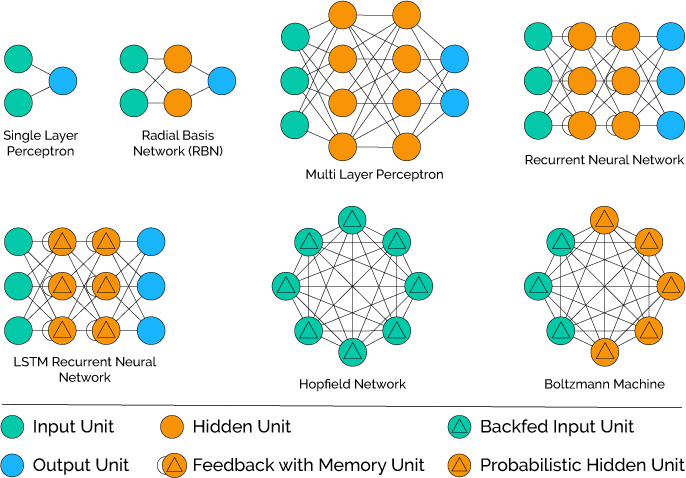 Single Layer
Perceptron
Radial Basis
Network (RBN)
Multi Layer Perceptron
Recurrent Neural Network
LSTM Recurrent Neural
Network
Hopfield Network
Boltzmann Machine
Input Unit
Hidden Unit
Backfed Input Unit
Output Unit
Feedback with Memory Unit
Probabilistic Hidden Unit